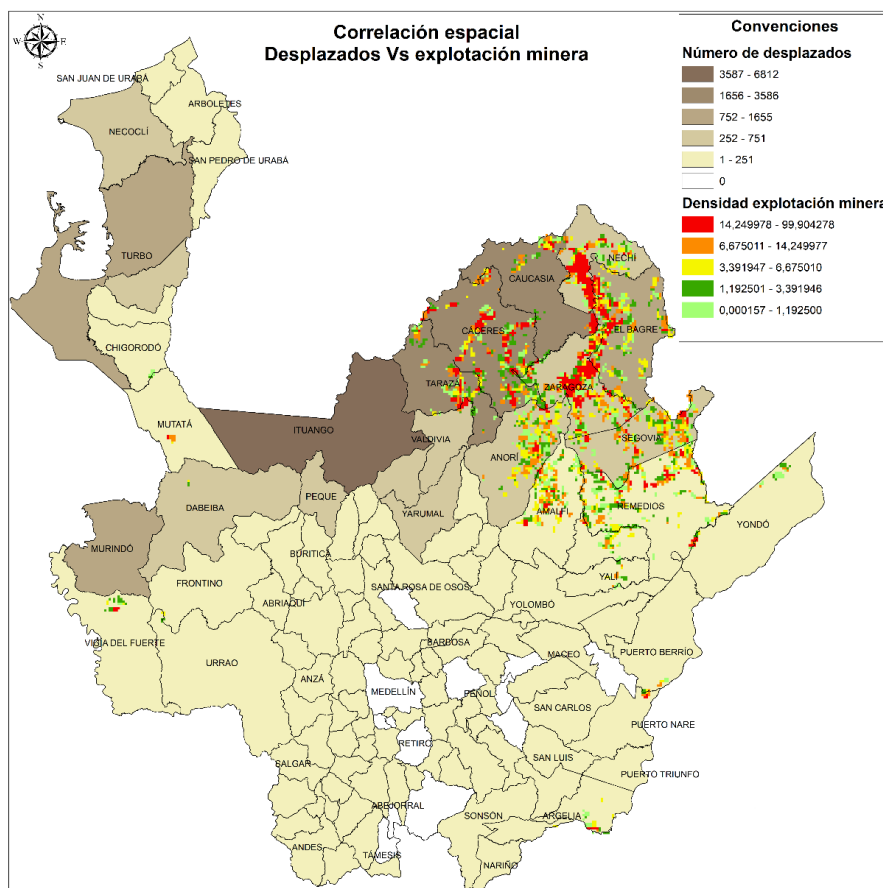 N
W
E
S
Correlación espacial
Desplazados Vs explotación minera
Convenciones
Número de desplazados
3587 - 6812
1656 - 3586
752 - 1655
252 - 751
1 - 251
0
Densidad explotación minera
14,249978 - 99,904278
6,675011 - 14,249977
3,391947 - 6,675010
1,192501 - 3,391946
0,000157 - 1,192500
SAN JUAN DE URABÁ
ARBOLETES
NECOCLÍ
SAN PEDRO DE URABÁ
TURBO
NECHÍ
CAUCASIA
CÁCERES
EL BAGRE
CHIGORODÓ
TARAZÁ
ZARAGOZA
MUTATÁ
ITUANGO
VALDIVIA
SEGOVIA
ANORÍ
PEQUE
DABEIBA
YARUMAL
AMALFI
REMEDIOS
YONDÓ
MURINDÓ
BURITICÁ
FRONTINO
SANTA ROSA DE OSOS
YALÍ
ABRIAQUÍ
YOLOMBÓ
VIGÍA DEL FUERTE
BARBOSA
MACEO
PUERTO BERRÍO
URRAO
ANZÁ
MEDELLÍN
PEÑOL
SAN CARLOS
PUERTO NARE
RETIRO
SALGAR
SAN LUIS
PUERTO TRIUNFO
ABEJORRAL
SONSÓN
ARGELIA
ANDES
TÁMESIS
NARIÑO